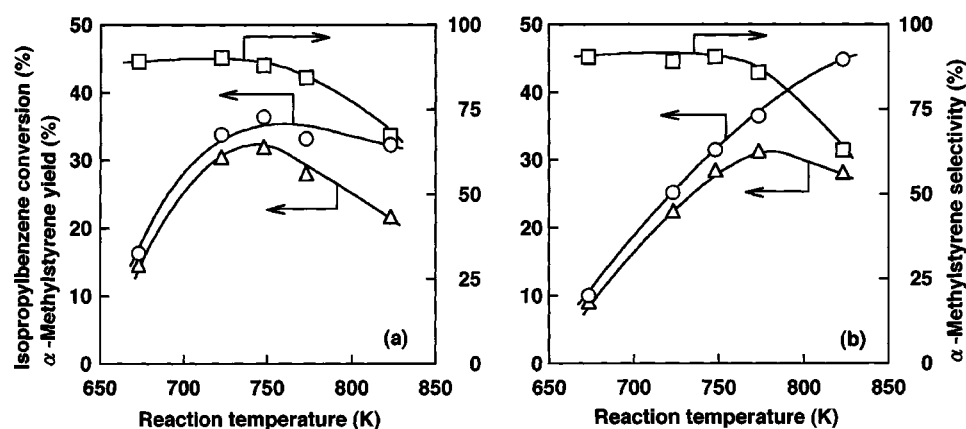 Isopropylbenzene conversion (%)
α-Methylstyrene yield (%)
50
40
30
20
10
0
100
75
50
25
0
650 700 750 800 850
Reaction temperature (K)
(a)
50
40
30
20
10
0
100
75
50
25
0
650 700 750 800 850
Reaction temperature (K)
(b)
α-Methylstyrene selectivity (%)